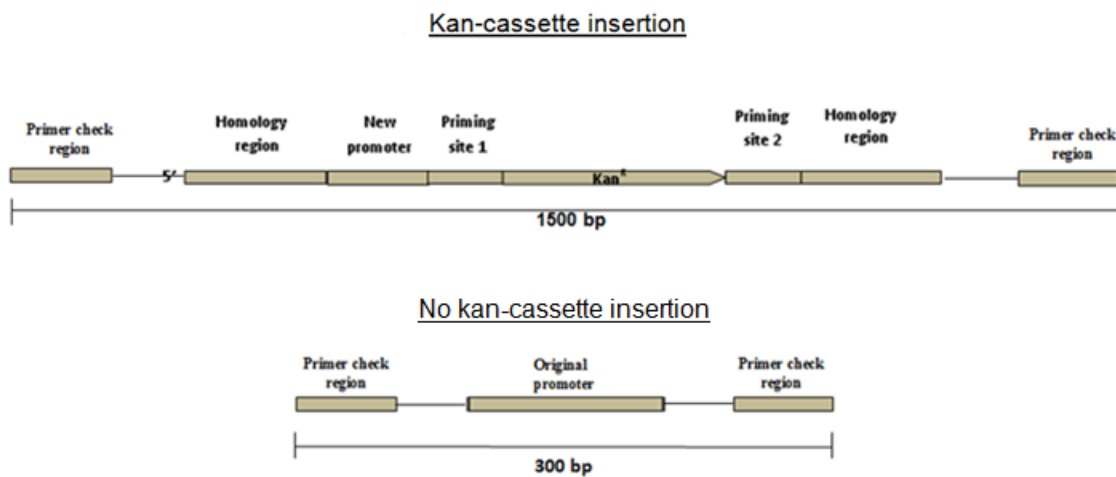 Kan-cassette insertion
Primer check
region
5'
Homology
region
New
promoter
Priming
site 1
Kan^R
Priming
site 2
Homology
region
Primer check
region
1500 bp
No kan-cassette insertion
Primer check
region
Original
promoter
Primer check
region
300 bp